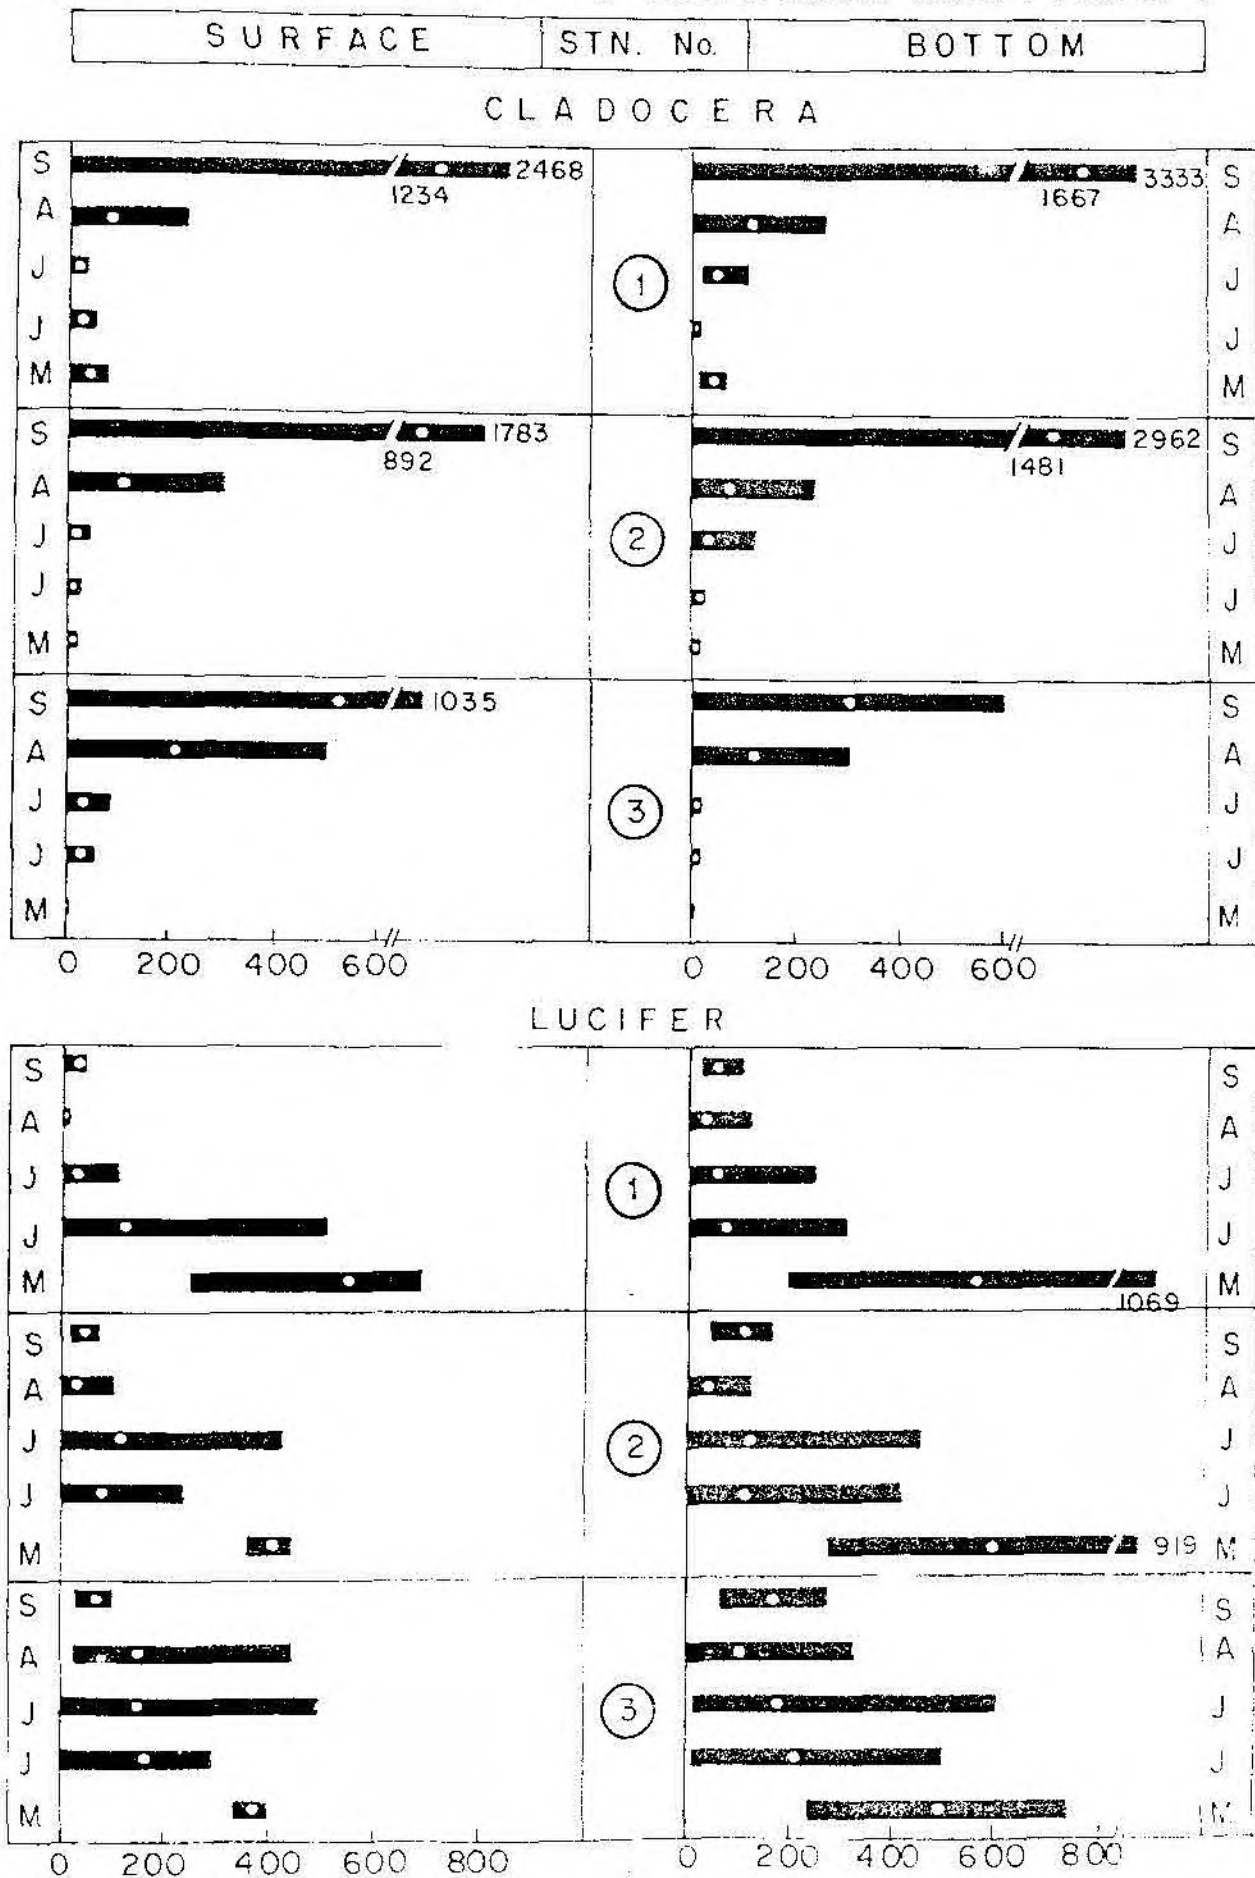 SURFACE STN. No. BOTTOM
CLADOCERA
S 2468 3333 S
1234 1667
A A
J 1 J
J J
M M
S 1783 2962 S
892 1481
A A
J 2 J
J J
M M
S 1035 S
A A
J 3 J
J J
M M
0 200 400 600 0 200 400 600
LUCIFER
S S
A A
J 1 J
J J
M M
1069
S S
A A
J 2 J
J J
M 919 M
S S
A A
J 3 J
J J
M M
0 200 400 600 800 0 200 400 600 800